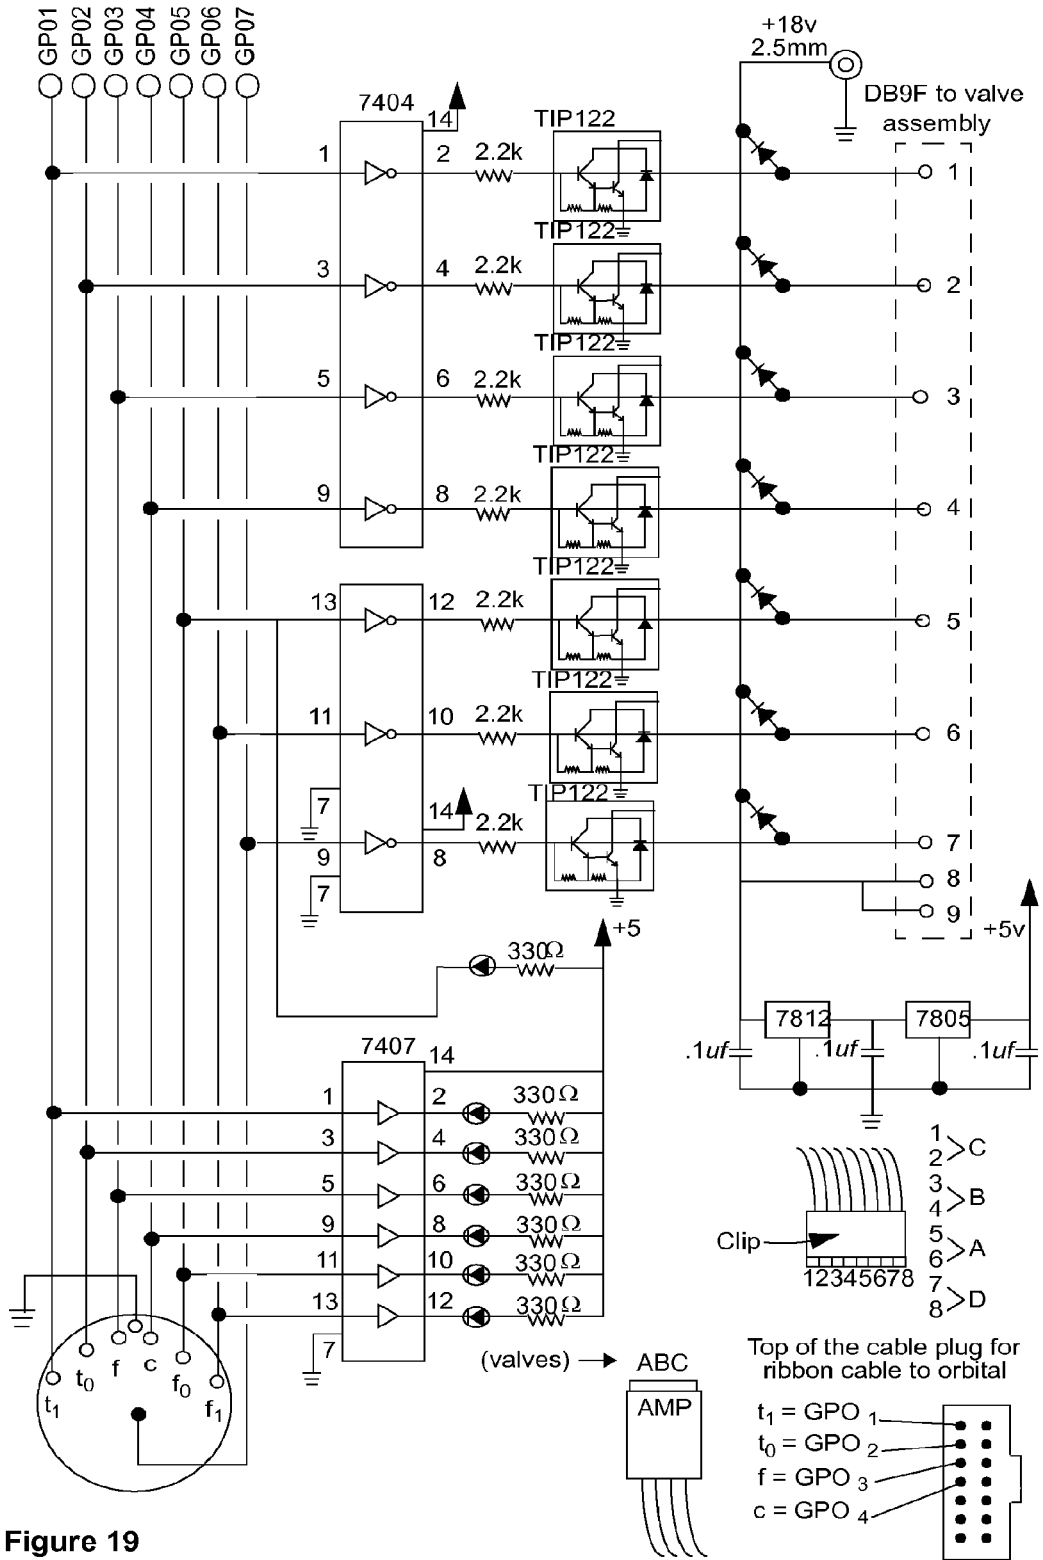 GP01
GP02
GP03
GP04
GP05
GP06
GP07
+18v
2.5mm
DB9F to valve
assembly
7404
14
TIP122
1 2 2.2k 1
TIP122
3 4 2.2k 2
TIP122
5 6 2.2k 3
TIP122
9 8 2.2k 4
TIP122
13 12 2.2k 5
TIP122
11 10 2.2k 6
TIP122
7
14 2.2k
9 8 7
7
8
9
+5
+5v
330Ω
7812 7805
.1uf .1uf .1uf
7407
14
1 2 330 Ω
3 4 330 Ω
5 6 330 Ω
9 8 330 Ω
11 10 330 Ω
13 12 330 Ω
7
1
2 C
3
4 B
5
6 A
7
8 D
Clip
12345678
t1 t0 f c f0 f1
(valves) ABC
AMP
Top of the cable plug for
ribbon cable to orbital
t1 = GPO 1
t0 = GPO 2
f = GPO 3
c = GPO 4
Figure 19